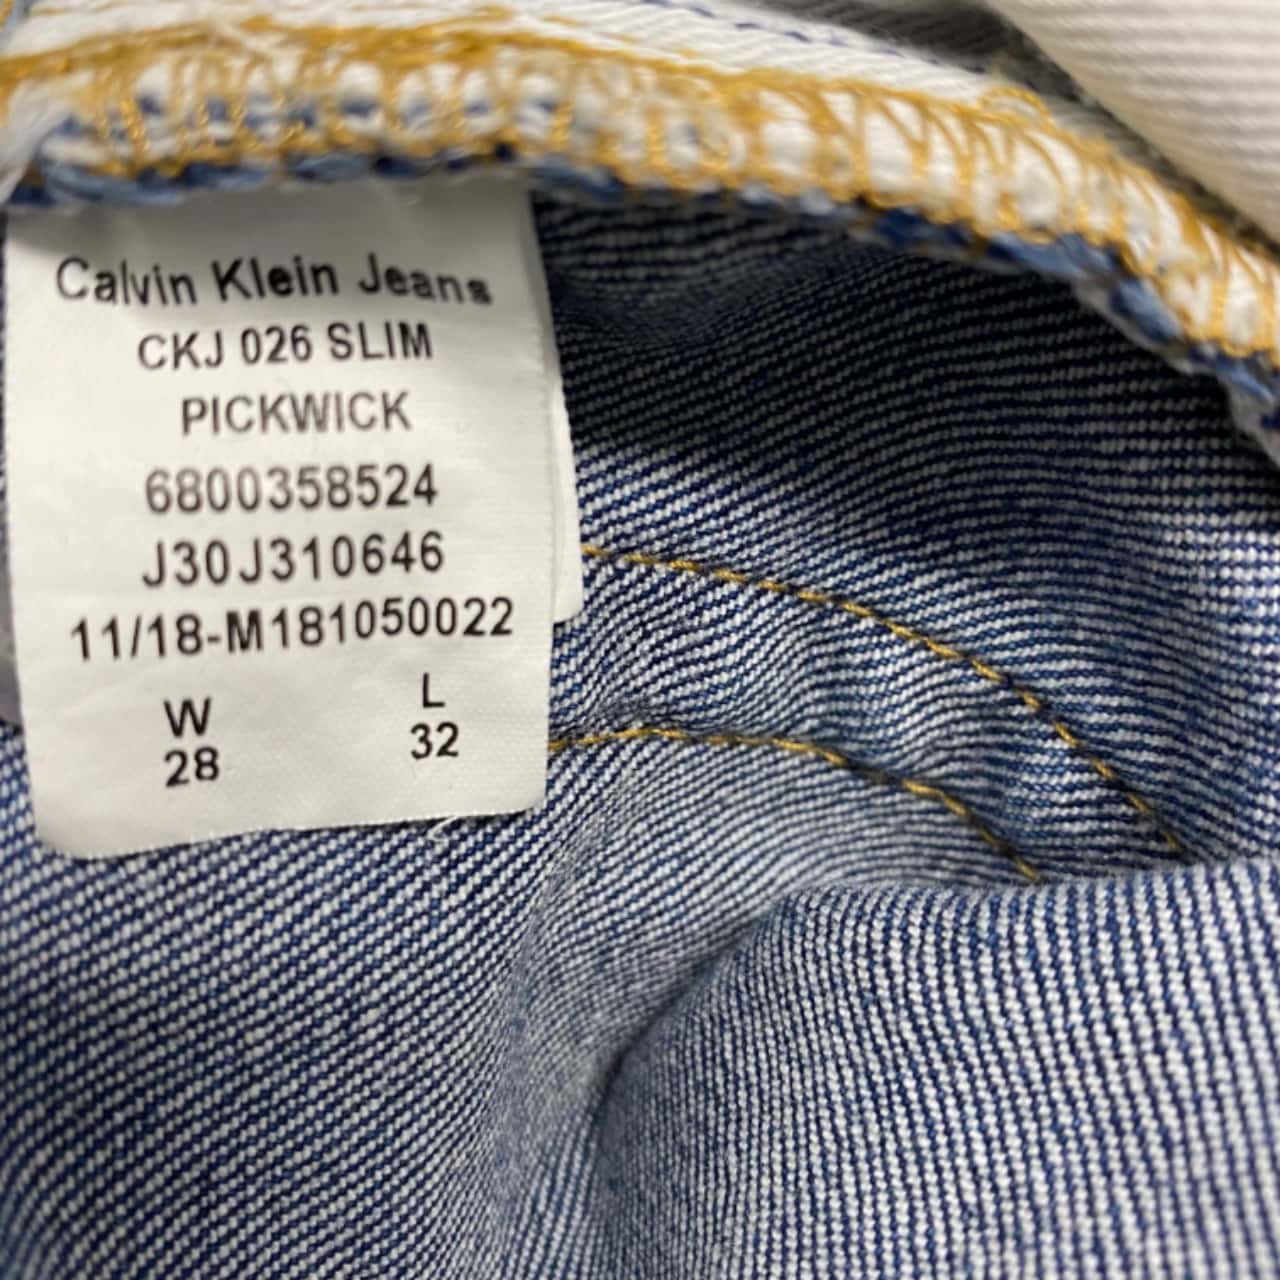 Calvin Klein Jeans
CKJ 026 SLIM
PICKWICK
6800358524
J30J310646
11/18-M181050022
W L
28 32